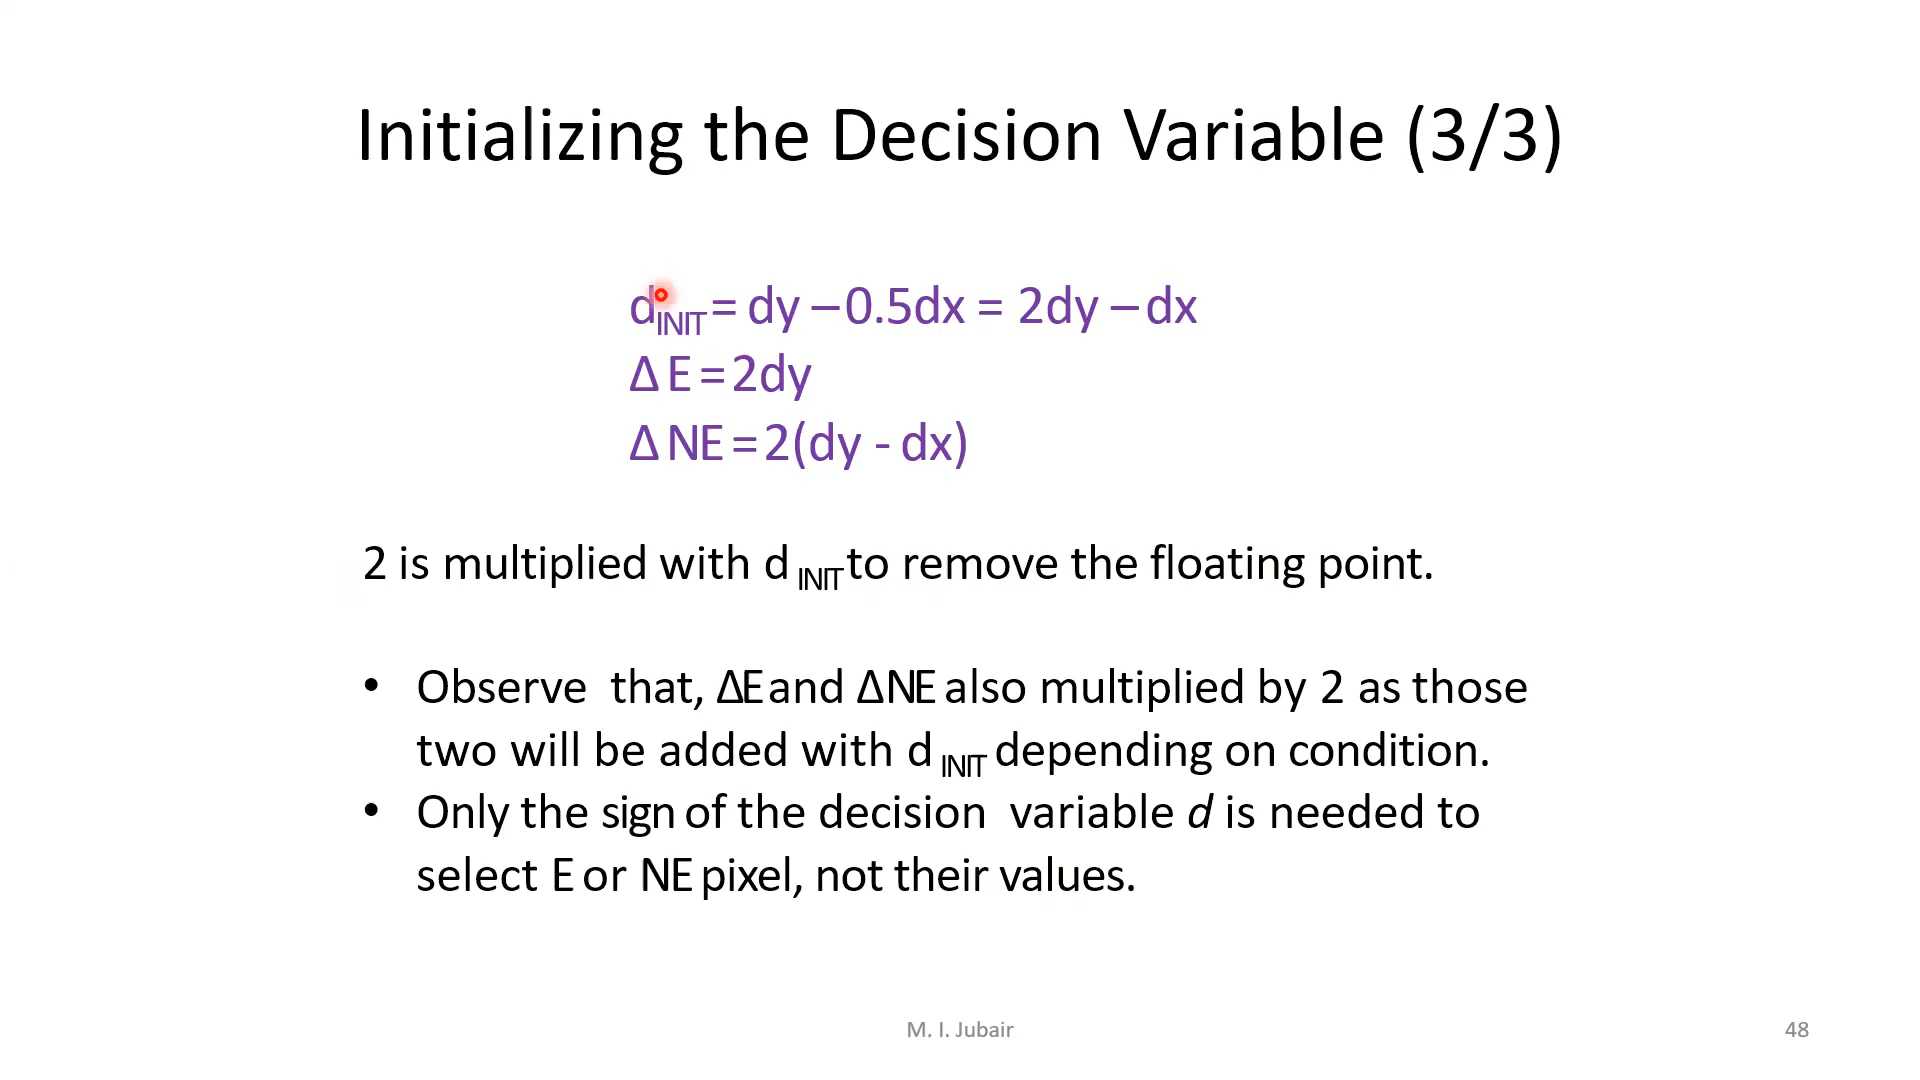 Initializing the Decision Variable (3/3)
d INIT = dy – 0.5dx = 2dy – dx
Δ E = 2dy
Δ NE = 2(dy - dx)
2 is multiplied with d INIT to remove the floating point.
• Observe that, ΔE and ΔNE also multiplied by 2 as those
two will be added with d INIT depending on condition.
• Only the sign of the decision variable d is needed to
select E or NE pixel, not their values.
M. I. Jubair
48